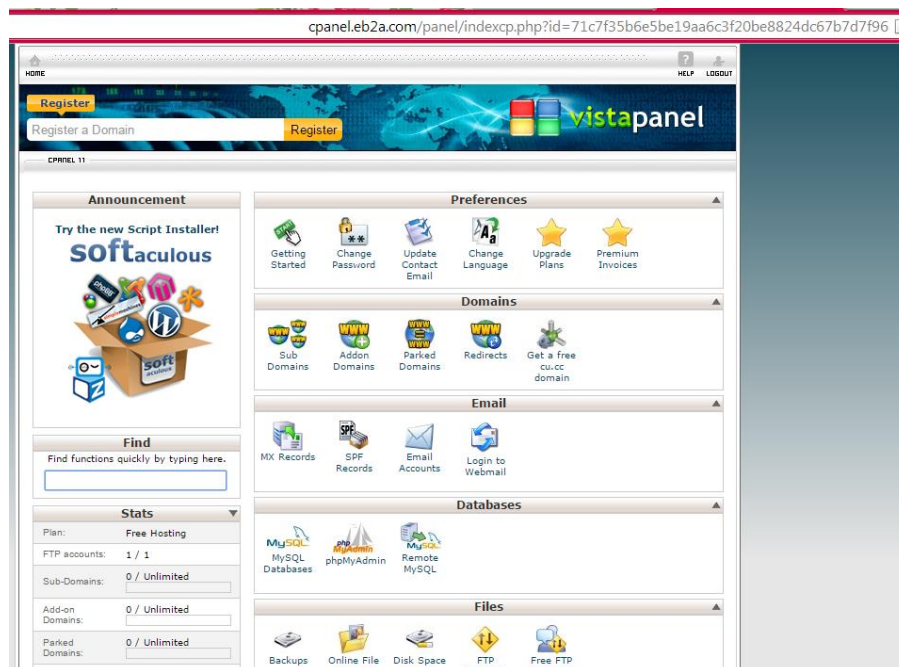 cpanel.eb2a.com/panel/indexcp.php?id=71c7f35b6e5be19aa6c3f20be8824dc67b7d7f96
HOME
HELP
LOGOUT
Register
Register a Domain
Register
vistapanel
CPANEL 11
Announcement
Try the new Script Installer!
softaculous
phpBB
simplemachines
soft
aculous
Find
Find functions quickly by typing here.
Stats
Plan: Free Hosting
FTP accounts: 1 / 1
Sub-Domains: 0 / Unlimited
Add-on
Domains:
0 / Unlimited
Parked
Domains:
0 / Unlimited
Preferences
Getting
Started
Change
Password
Update
Contact
Email
Change
Language
Upgrade
Plans
Premium
Invoices
Domains
Sub
Domains
Addon
Domains
Parked
Domains
Redirects
Get a free
cu.cc
domain
Email
MX Records
SPF
Records
Email
Accounts
Login to
Webmail
Databases
MySQL
Databases
phpMyAdmin
Remote
MySQL
Files
Backups
Online File
Disk Space
FTP
Free FTP